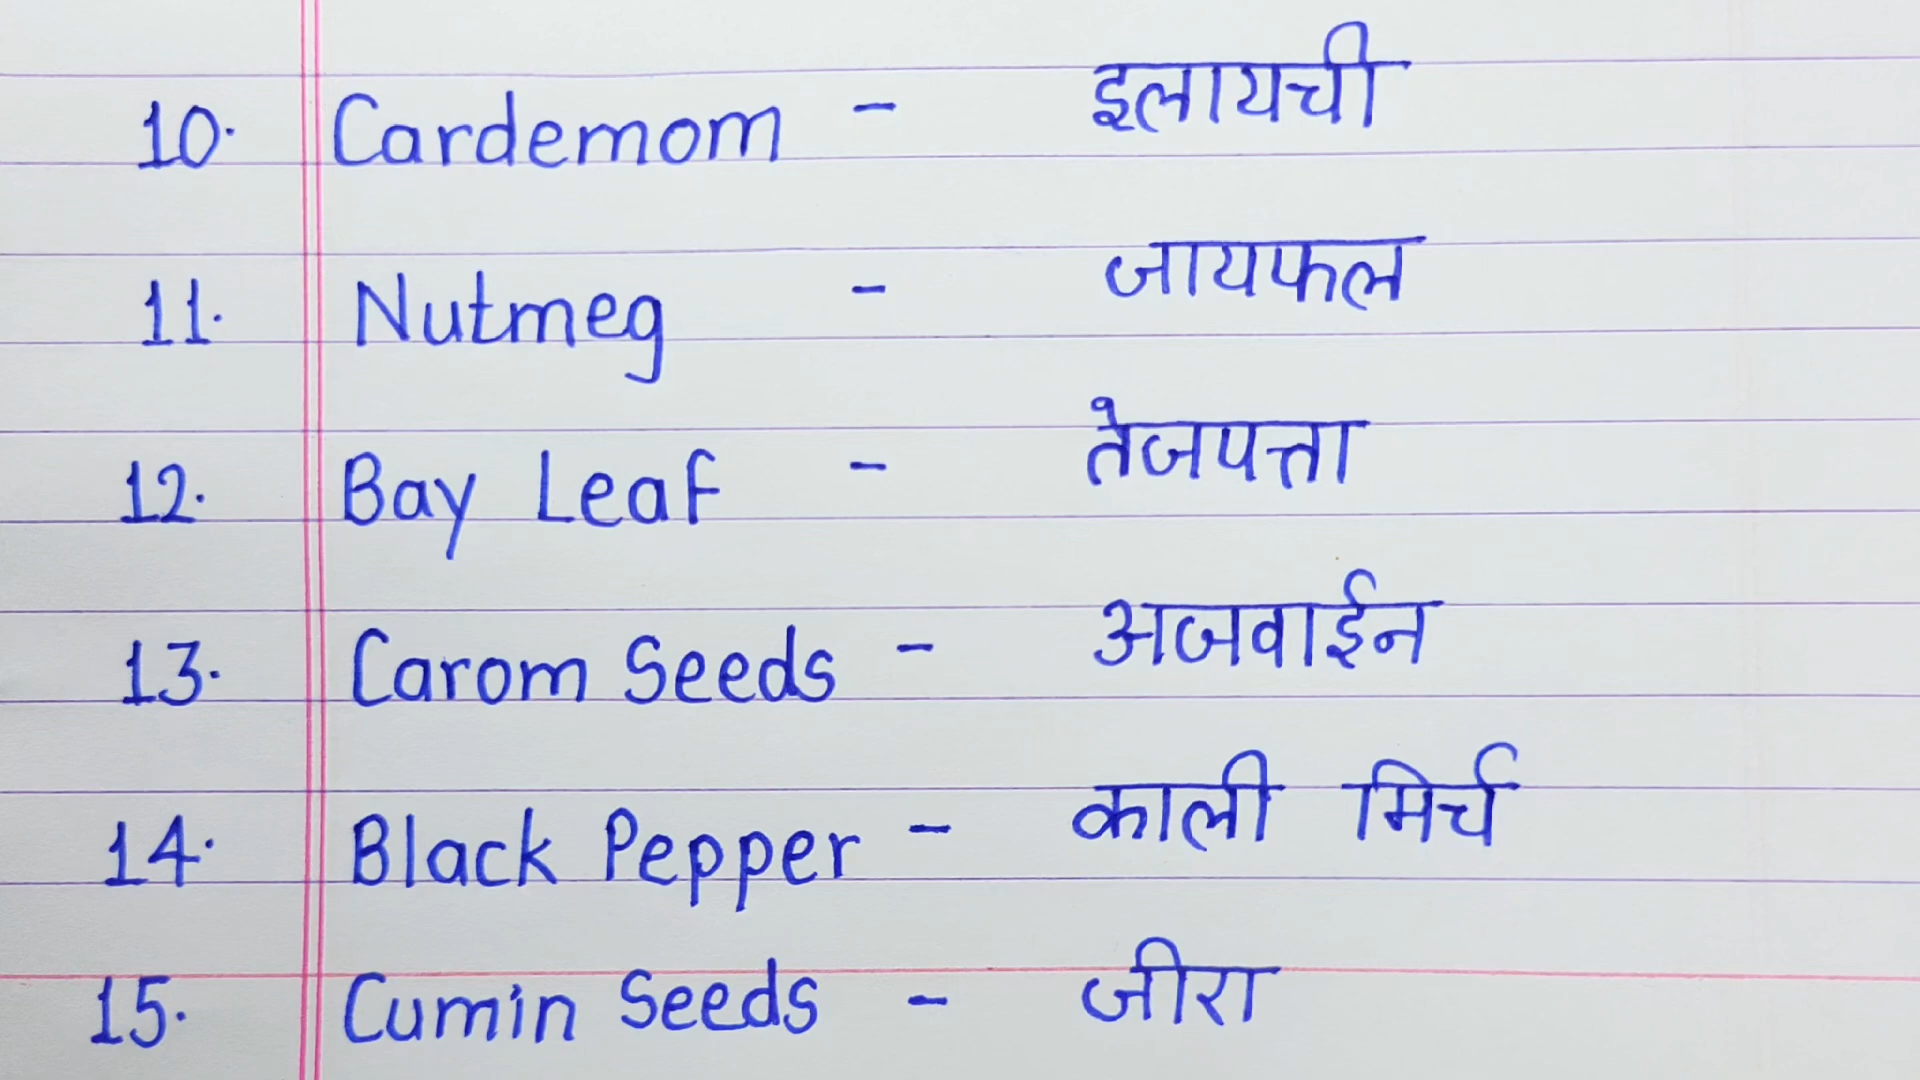 10. Cardemom - इलायची
11. Nutmeg - जायफल
12. Bay Leaf - तेजपत्ता
13. Carom Seeds - अजवाईन
14. Black Pepper - काली मिर्च
15. Cumin Seeds - जीरा